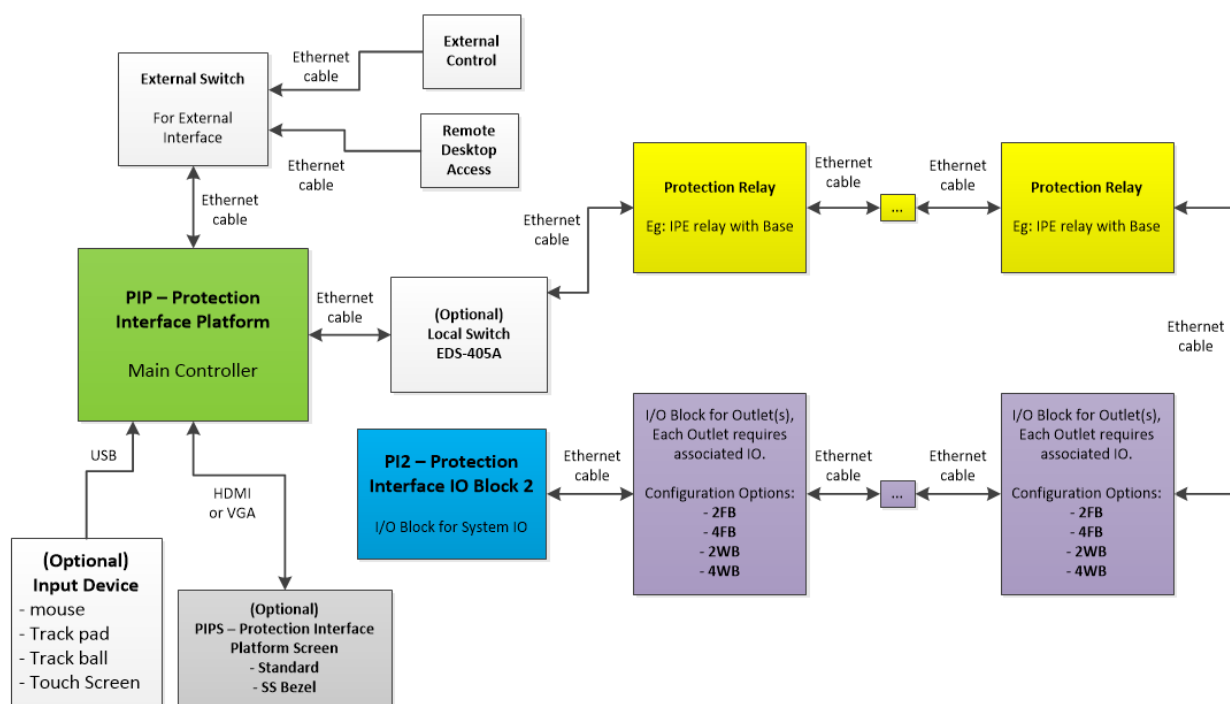 External
Control
Ethernet
cable
External Switch
For External
Interface
Remote
Desktop
Access
Ethernet
cable
Ethernet
cable
Protection Relay
Eg: IPE relay with Base
Ethernet
cable
...
Ethernet
cable
Protection Relay
Eg: IPE relay with Base
Ethernet
cable
PIP – Protection
Interface Platform
Main Controller
Ethernet
cable
(Optional)
Local Switch
EDS-405A
Ethernet
cable
USB
HDMI
or VGA
PI2 – Protection
Interface IO Block 2
I/O Block for System IO
Ethernet
cable
I/O Block for Outlet(s),
Each Outlet requires
associated IO.
Configuration Options:
- 2FB
- 4FB
- 2WB
- 4WB
Ethernet
cable
...
Ethernet
cable
I/O Block for Outlet(s),
Each Outlet requires
associated IO.
Configuration Options:
- 2FB
- 4FB
- 2WB
- 4WB
(Optional)
Input Device
- mouse
- Track pad
- Track ball
- Touch Screen
(Optional)
PIPS – Protection Interface
Platform Screen
- Standard
- SS Bezel